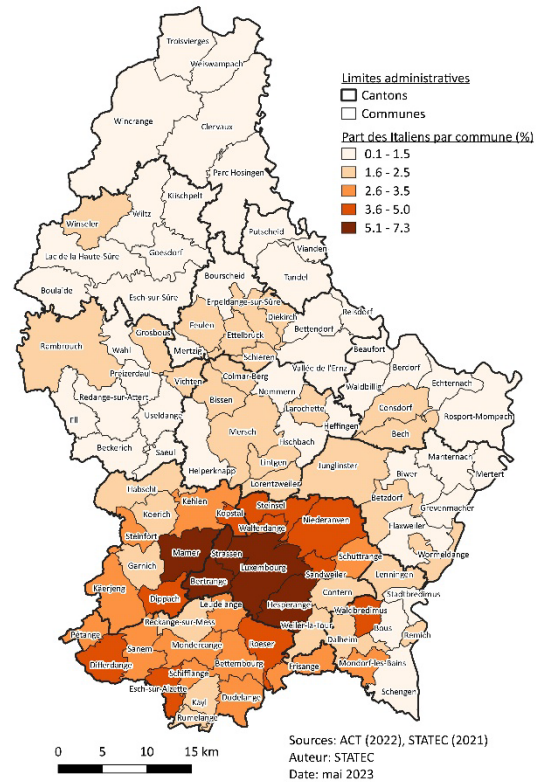 Troisvierges
Weiswampach
Wincrange
Clervaux
Parc Hosingen
Limites administratives
Cantons
Communes
Part des Italiens par commune (%)
0.1 - 1.5
1.6 - 2.5
2.6 - 3.5
3.6 - 5.0
5.1 - 7.3
Kiischpelt
Winseler
Wiltz
Putscheid
Vianden
Lac de la Haute-Sûre
Goesdorf
Tandel
Bourscheid
Boulaide
Esch-sur-Sûre
Erpeldange-sur-Sûre
Diekirch
Reisdorf
Feulen
Ettelbruck
Bettendorf
Rambrouch
Grosbous
Wahl
Mertzig
Schieren
Beaufort
Berdorf
Preizerdaul
Vallée de l'Ernz
Echternach
Vichten
Colmar-Berg
Nommern
Waldbillig
Redange-sur-Attert
Bissen
Larochette
Consdorf
Rosport-Mompach
Ell
Useldange
Mersch
Heffingen
Bech
Beckerich
Saeul
Fischbach
Helperknapp
Lintgen
Junglinster
Manternach
Biwer
Mertert
Lorentzweiler
Habscht
Betzdorf
Grevenmacher
Kehlen
Steinsel
Koerich
Kopstal
Niederanven
Flaxweiler
Steinfort
Walferdange
Wormeldange
Mamer
Strassen
Schuttrange
Garnich
Luxembourg
Sandweiler
Lenningen
Bertrange
Contern
Stadtbredimus
Dippach
Hesperange
Käerjeng
Leudelange
Waldbredimus
Reckange-sur-Mess
Weiler-la-Tour
Bous
Remich
Pétange
Roeser
Dalheim
Sanem
Mondercange
Differdange
Bettembourg
Frisange
Mondorf-les-Bains
Schifflange
Esch-sur-Alzette
Schengen
Kayl
Dudelange
Rumelange
0 5 10 15 km
Sources: ACT (2022), STATEC (2021)
Auteur: STATEC
Date: mai 2023